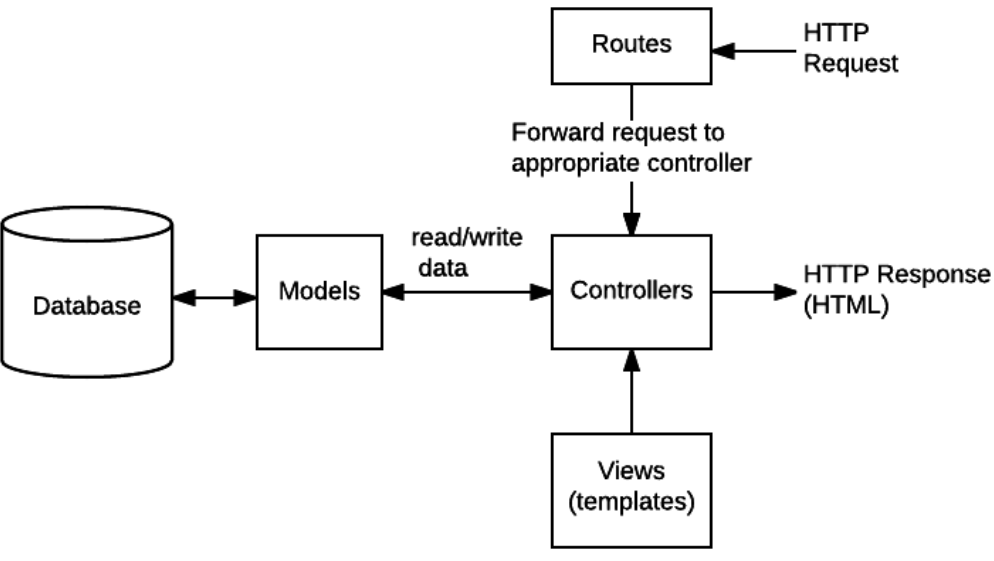 Routes
HTTP
Request
Forward request to
appropriate controller
read/write
data
Database
Models
Controllers
HTTP Response
(HTML)
Views
(templates)